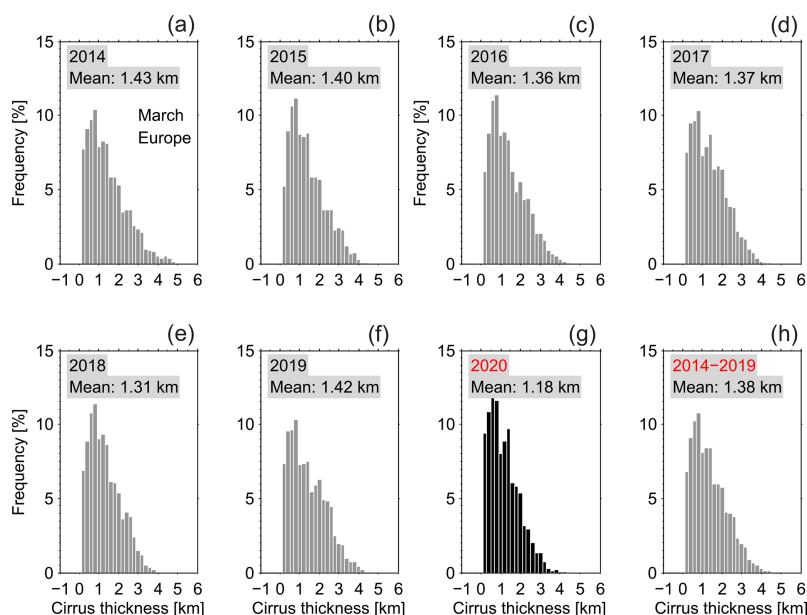 (a)
15
2014
Mean: 1.43 km
March
Europe
10
5
0
Frequency [%]
−1 0 1 2 3 4 5 6
(b)
15
2015
Mean: 1.40 km
10
5
0
−1 0 1 2 3 4 5 6
(c)
15
2016
Mean: 1.36 km
10
5
0
Frequency [%]
−1 0 1 2 3 4 5 6
(d)
15
2017
Mean: 1.37 km
10
5
0
−1 0 1 2 3 4 5 6
(e)
15
2018
Mean: 1.31 km
10
5
0
Frequency [%]
−1 0 1 2 3 4 5 6
Cirrus thickness [km]
(f)
15
2019
Mean: 1.42 km
10
5
0
−1 0 1 2 3 4 5 6
Cirrus thickness [km]
(g)
15
2020
Mean: 1.18 km
10
5
0
−1 0 1 2 3 4 5 6
Cirrus thickness [km]
(h)
15
2014−2019
Mean: 1.38 km
10
5
0
−1 0 1 2 3 4 5 6
Cirrus thickness [km]